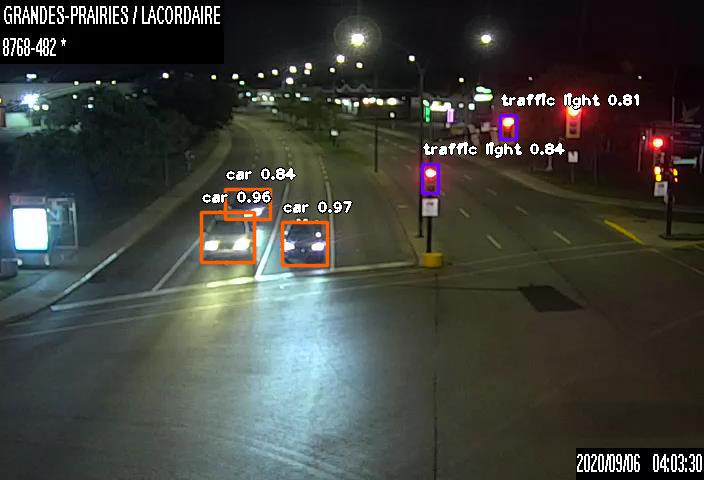 GRANDES-PRAIRIES / LACORDAIRE
8768-482 *
traffic light 0.81
traffic light 0.84
car 0.84
car 0.96
car 0.97
2020/09/06 04:03:30